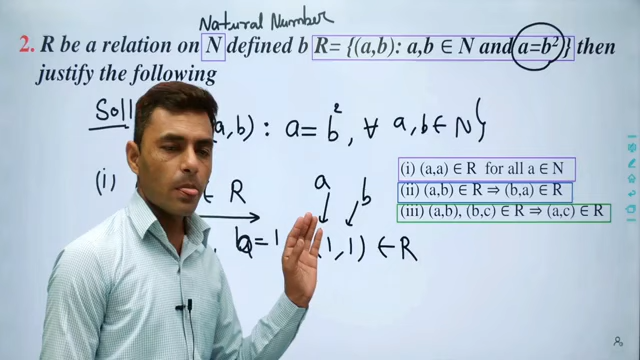 Natural Number
2. R be a relation on N defined b R= {(a,b): a,b ∈ N and a=b²} then
justify the following
Soln a,b) : a = b², ∀ a,b ∈ N}
(i) ∈ R a b
(i) (a,a) ∈ R for all a ∈ N
(ii) (a,b) ∈ R ⇒ (b,a) ∈ R
(iii) (a,b), (b,c) ∈ R ⇒ (a,c) ∈ R
=1 (1,1) ∈ R